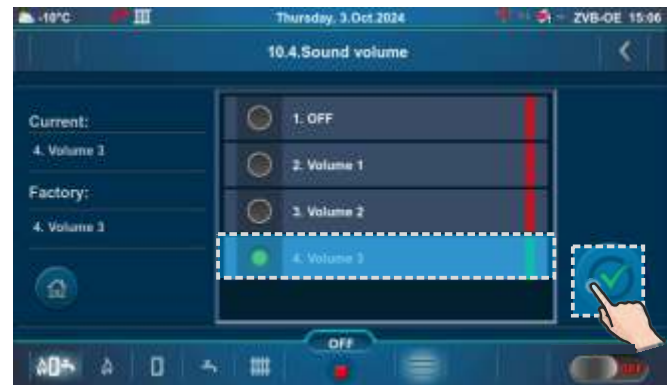 -10°C Thursday, 3.Oct.2024 ZVB-OE 15:06
10.4.Sound volume
Current:
4. Volume 3
Factory:
4. Volume 3
1. OFF
2. Volume 1
3. Volume 2
4. Volume 3
OFF
OFF